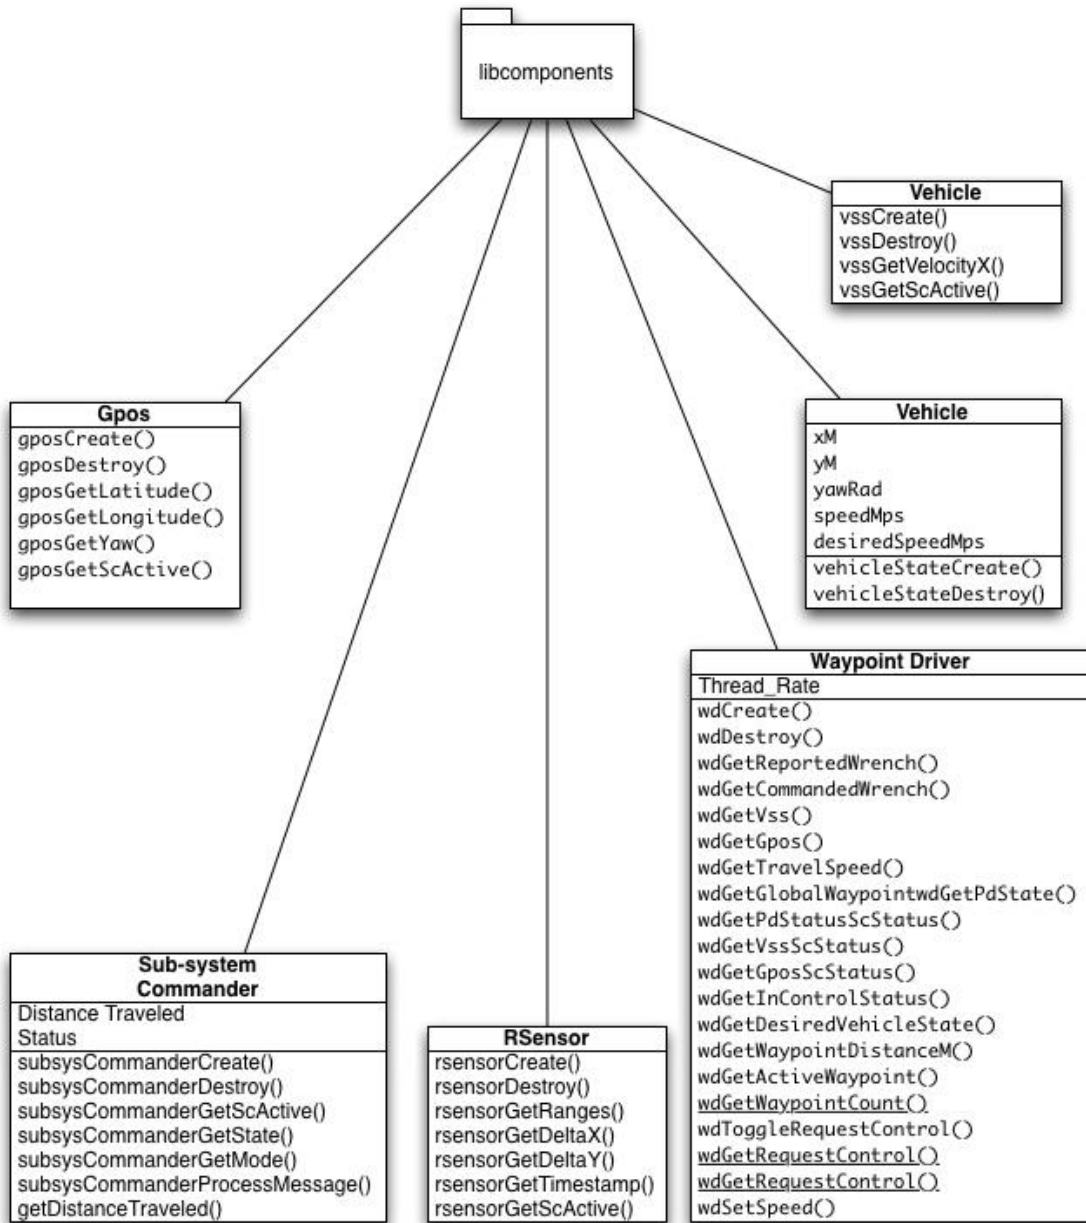 libcomponents
Vehicle
vssCreate()
vssDestroy()
vssGetVelocityX()
vssGetScActive()
Gpos
gposCreate()
gposDestroy()
gposGetLatitude()
gposGetLongitude()
gposGetYaw()
gposGetScActive()
Vehicle
xM
yM
yawRad
speedMps
desiredSpeedMps
vehicleStateCreate()
vehicleStateDestroy()
Waypoint Driver
Thread_Rate
wdCreate()
wdDestroy()
wdGetReportedWrench()
wdGetCommandedWrench()
wdGetVss()
wdGetGpos()
wdGetTravelSpeed()
wdGetGlobalWaypointwdGetPdState()
wdGetPdStatusScStatus()
wdGetVssScStatus()
wdGetGposScStatus()
wdGetInControlStatus()
wdGetDesiredVehicleState()
wdGetWaypointDistanceM()
wdGetActiveWaypoint()
wdGetWaypointCount()
wdToggleRequestControl()
wdGetRequestControl()
wdGetRequestControl()
wdSetSpeed()
Sub-system
Commander
Distance Traveled
Status
subsysCommanderCreate()
subsysCommanderDestroy()
subsysCommanderGetScActive()
subsysCommanderGetState()
subsysCommanderGetMode()
subsysCommanderProcessMessage()
getDistanceTraveled()
RSensor
rsensorCreate()
rsensorDestroy()
rsensorGetRanges()
rsensorGetDeltaX()
rsensorGetDeltaY()
rsensorGetTimestamp()
rsensorGetScActive()